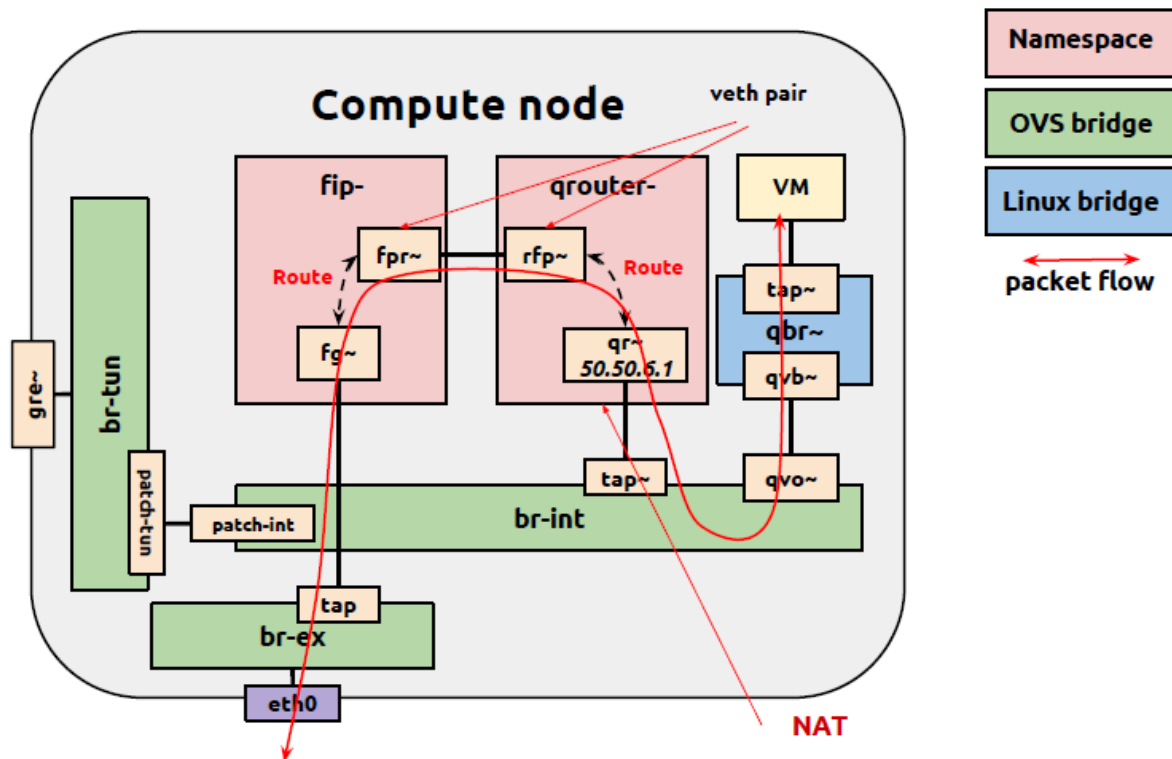 Compute node
veth pair
Namespace
OVS bridge
Linux bridge
packet flow
fip-
qrouter-
VM
fpr~
rfp~
Route
Route
tap~
qbr~
fg~
qr~
50.50.6.1
qvb~
gre~
br-tun
patch-tun
patch-int
tap~
qvo~
br-int
tap
br-ex
eth0
NAT